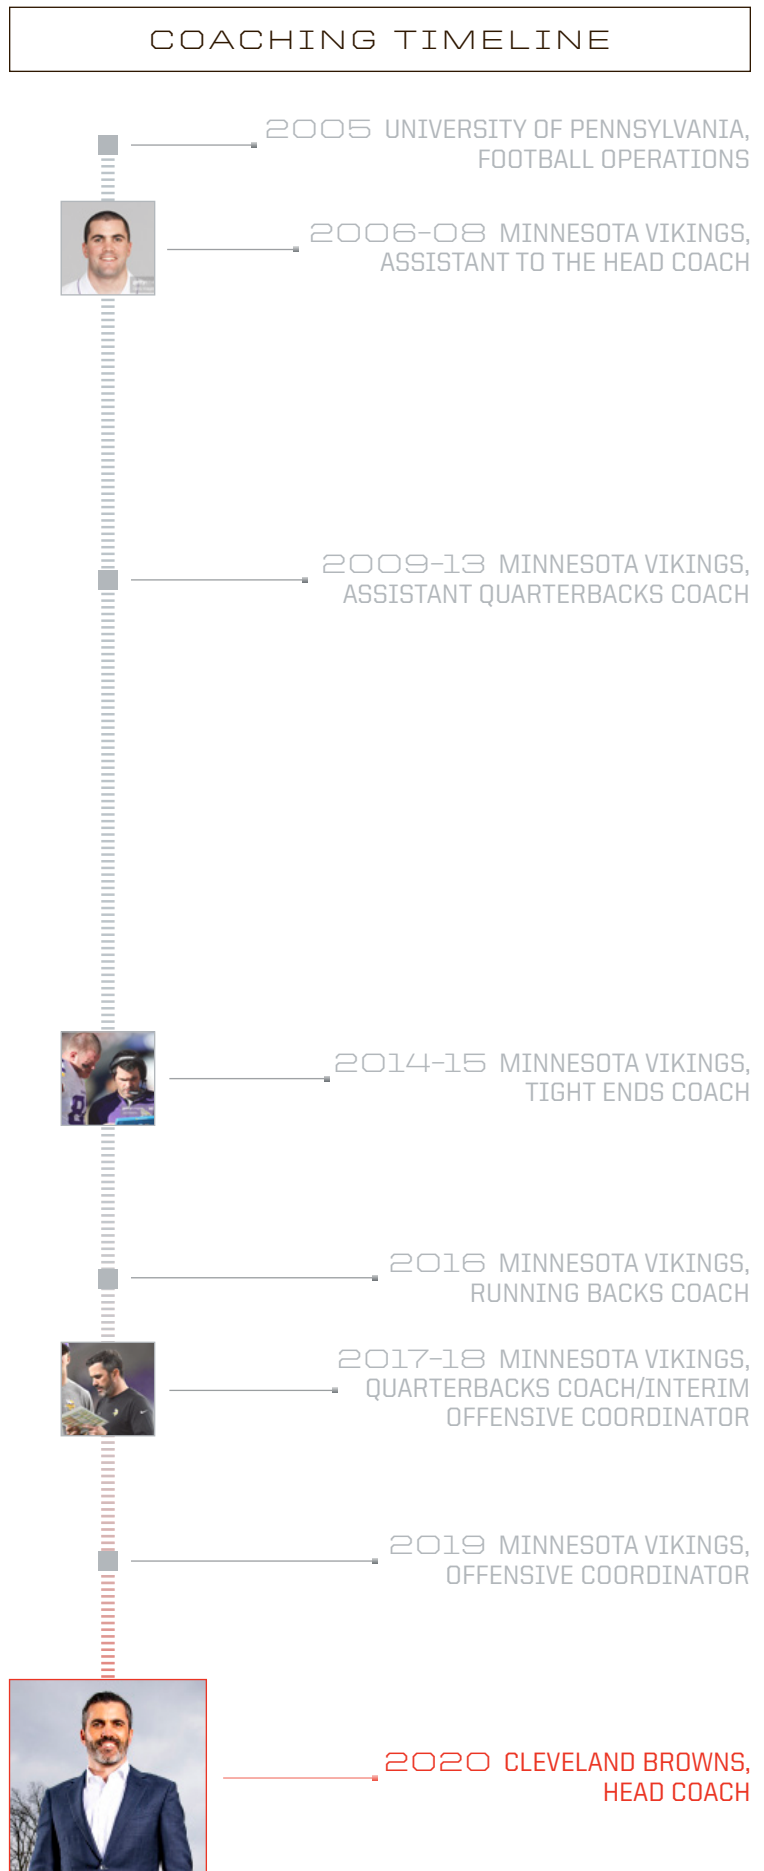 COACHING TIMELINE
2005 UNIVERSITY OF PENNSYLVANIA,
FOOTBALL OPERATIONS
2006-08 MINNESOTA VIKINGS,
ASSISTANT TO THE HEAD COACH
2009-13 MINNESOTA VIKINGS,
ASSISTANT QUARTERBACKS COACH
8
2014-15 MINNESOTA VIKINGS,
TIGHT ENDS COACH
2016 MINNESOTA VIKINGS,
RUNNING BACKS COACH
2017-18 MINNESOTA VIKINGS,
QUARTERBACKS COACH/INTERIM
OFFENSIVE COORDINATOR
2019 MINNESOTA VIKINGS,
OFFENSIVE COORDINATOR
2020 CLEVELAND BROWNS,
HEAD COACH